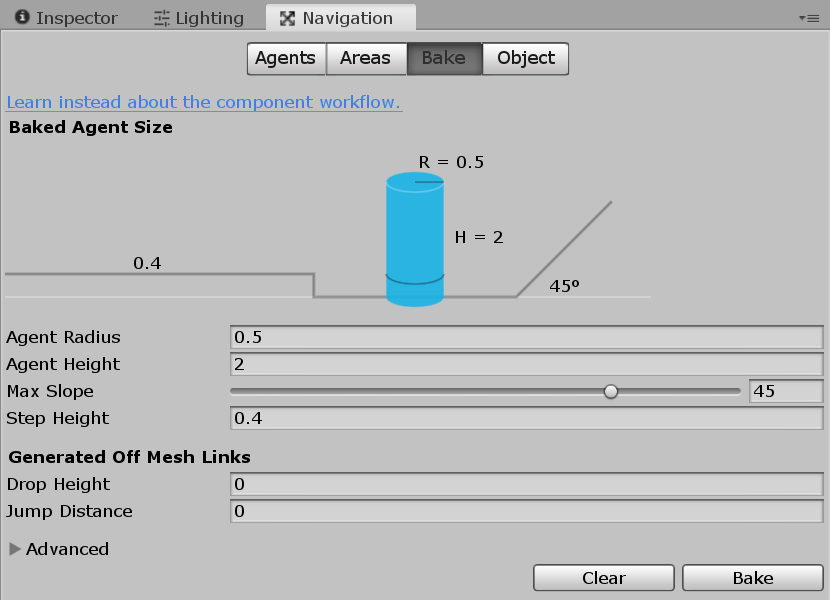 Inspector Lighting Navigation
Agents Areas Bake Object
Learn instead about the component workflow.
Baked Agent Size
R = 0.5
H = 2
0.4
45º
Agent Radius 0.5
Agent Height 2
Max Slope 45
Step Height 0.4
Generated Off Mesh Links
Drop Height 0
Jump Distance 0
Advanced
Clear Bake